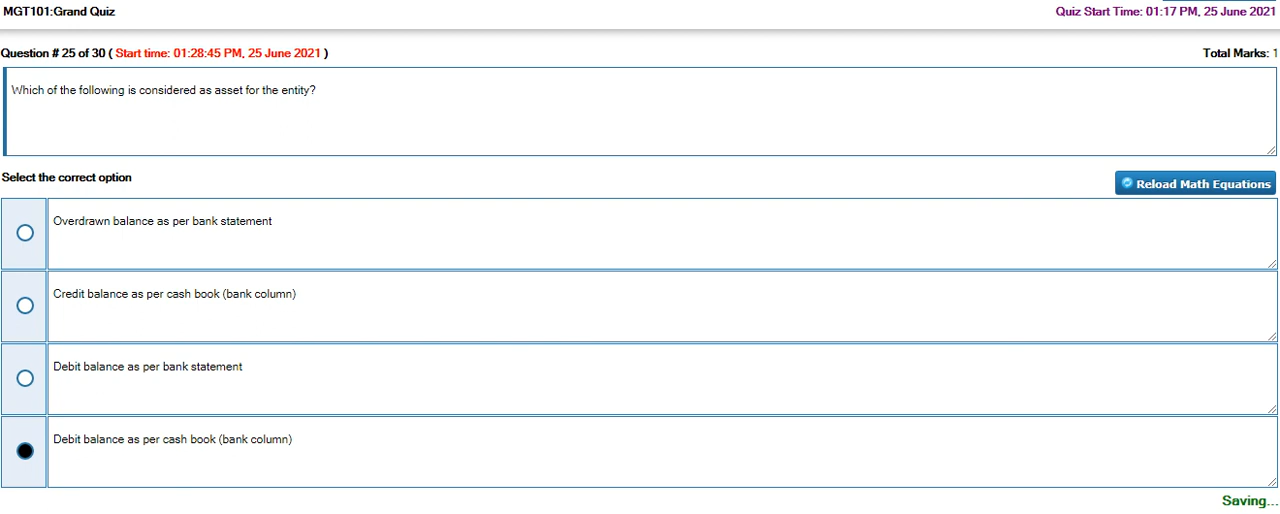 MGT101:Grand Quiz
Quiz Start Time: 01:17 PM, 25 June 2021
Question # 25 of 30 ( Start time: 01:28:45 PM, 25 June 2021 )
Total Marks: 1
Which of the following is considered as asset for the entity?
Select the correct option
Reload Math Equations
Overdrawn balance as per bank statement
Credit balance as per cash book (bank column)
Debit balance as per bank statement
Debit balance as per cash book (bank column)
Saving...